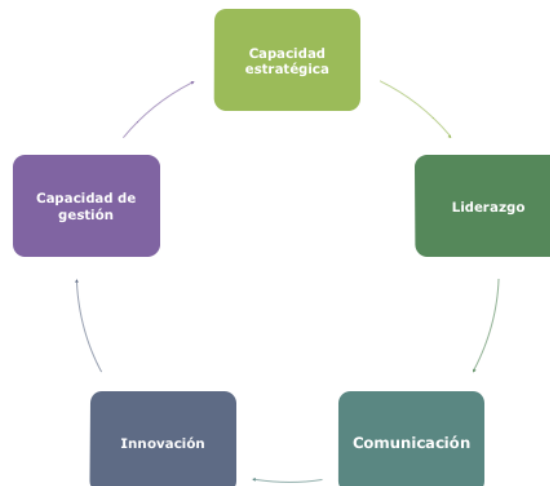 Capacidad
estratégica
Liderazgo
Comunicación
Innovación
Capacidad de
gestión